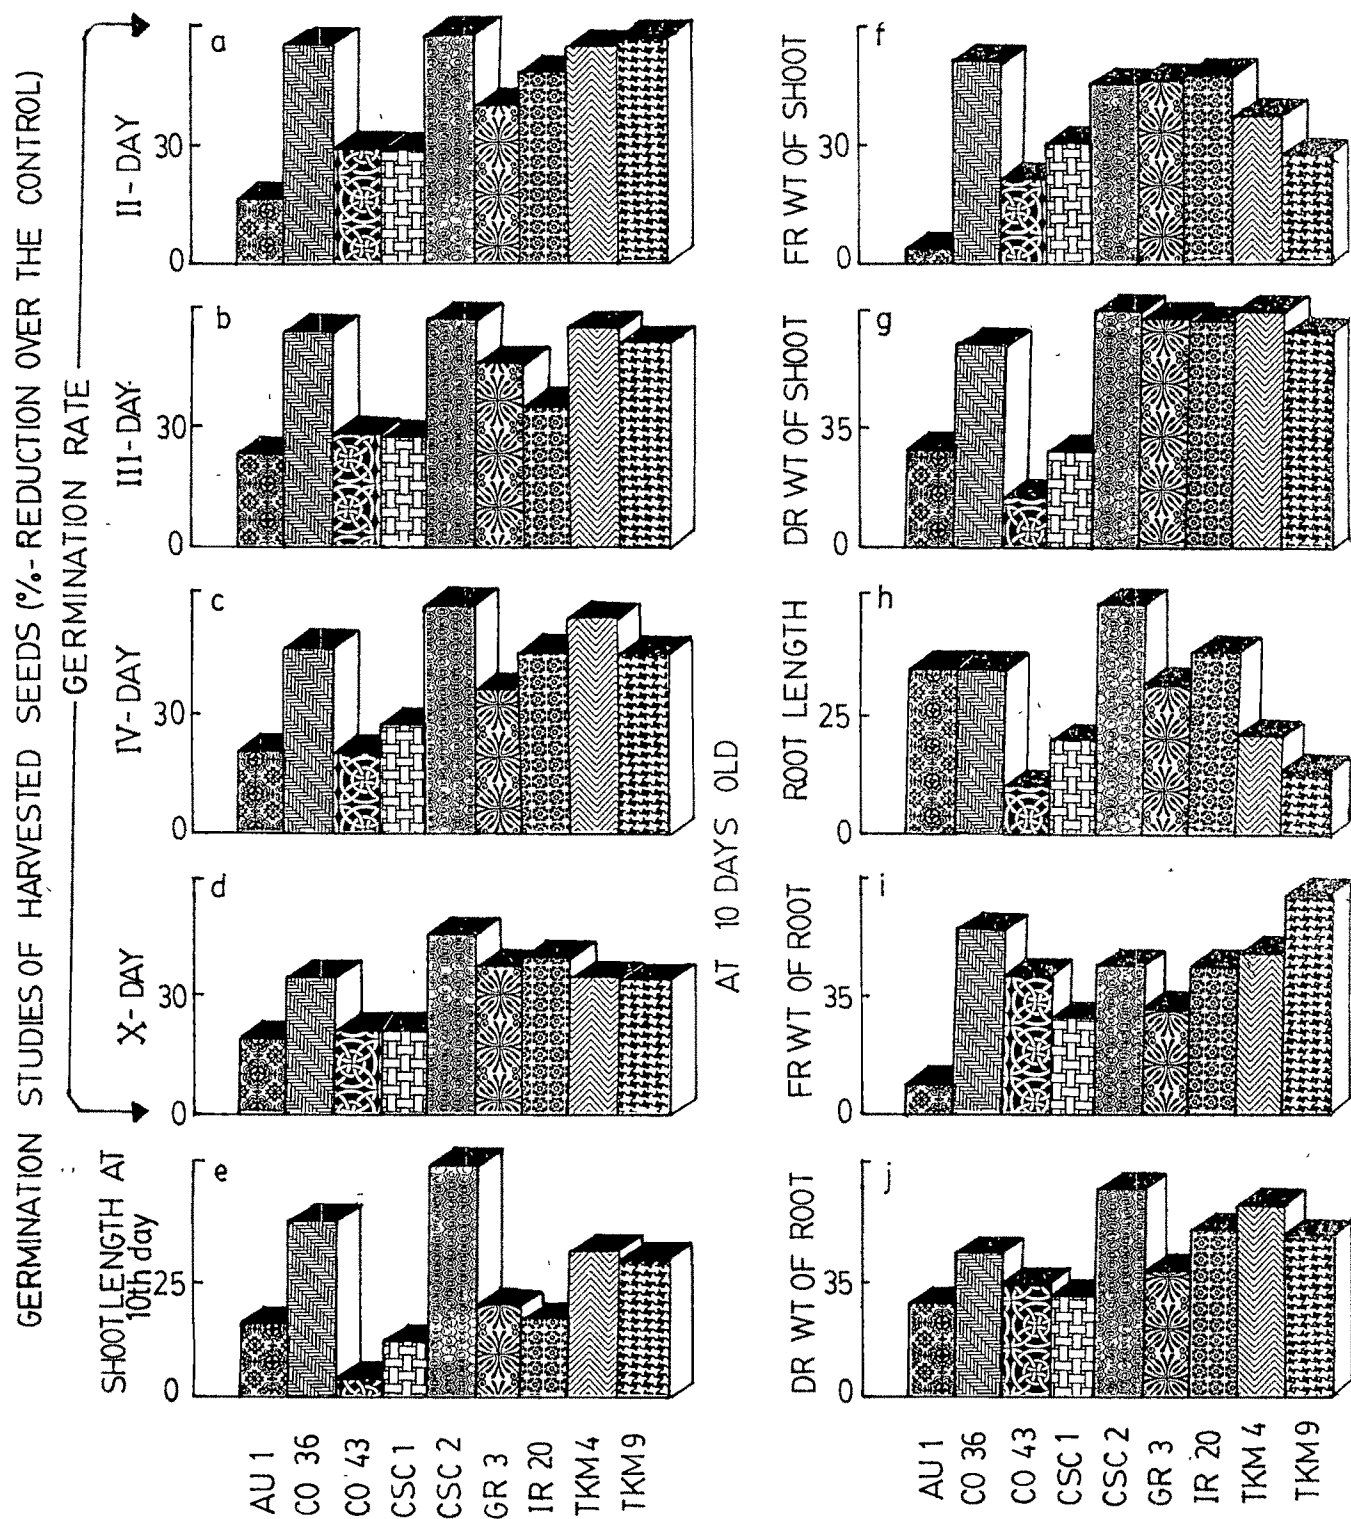 GERMINATION STUDIES OF HARVESTED SEEDS (%-REDUCTION OVER THE CONTROL)
GERMINATION RATE
II-DAY
a
30
0
III-DAY
b
30
0
IV-DAY
c
30
0
X-DAY
d
30
0
SHOOT LENGTH AT
10th day
e
25
0
AU 1
CO 36
CO 43
CSC 1
CSC 2
GR 3
IR 20
TKM 4
TKM 9
AT 10 DAYS OLD
FR WT OF SHOOT
f
30
0
DR WT OF SHOOT
g
35
0
ROOT LENGTH
h
25
0
FR WT OF ROOT
i
35
0
DR WT OF ROOT
j
35
0
AU 1
CO 36
CO 43
CSC 1
CSC 2
GR 3
IR 20
TKM 4
TKM 9